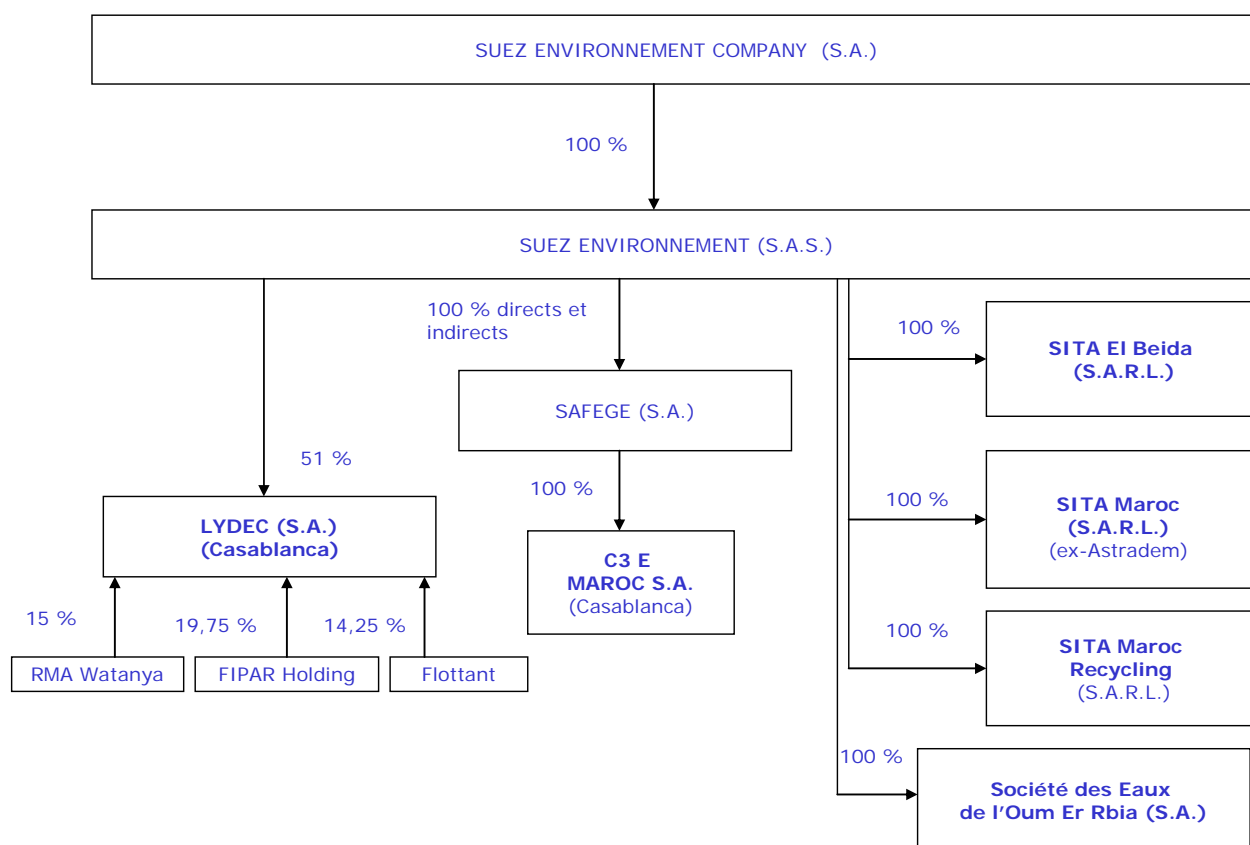 SUEZ ENVIRONNEMENT COMPANY (S.A.)
100 %
SUEZ ENVIRONNEMENT (S.A.S.)
100 % directs et
indirects
100 %
SITA El Beida
(S.A.R.L.)
SAFEGE (S.A.)
51 %
100 %
100 %
SITA Maroc
(S.A.R.L.)
(ex-Astradem)
LYDEC (S.A.)
(Casablanca)
C3 E
MAROC S.A.
(Casablanca)
15 %
19,75 %
14,25 %
100 %
SITA Maroc
Recycling
(S.A.R.L.)
RMA Watanya
FIPAR Holding
Flottant
100 %
Société des Eaux
de l'Oum Er Rbia (S.A.)